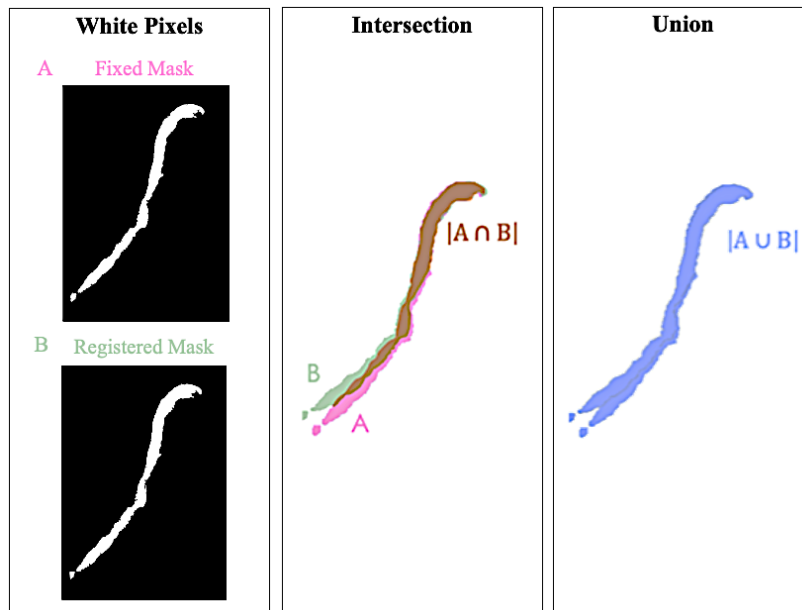 White Pixels
A Fixed Mask
B Registered Mask
Intersection
|A ∩ B|
B
A
Union
|A ∪ B|